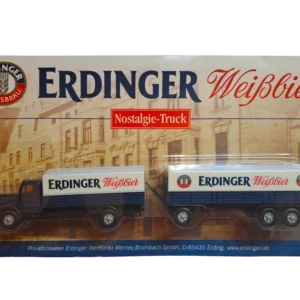 ERDINGER
ERDINGER Weißbier
Nostalgie-Truck
ERDINGER Weißbier
ERDINGER Weißbier
Privatbrauerei Erdinger Weißbräu Werner Brombach GmbH, D-85435 Erding, www.erdinger.de